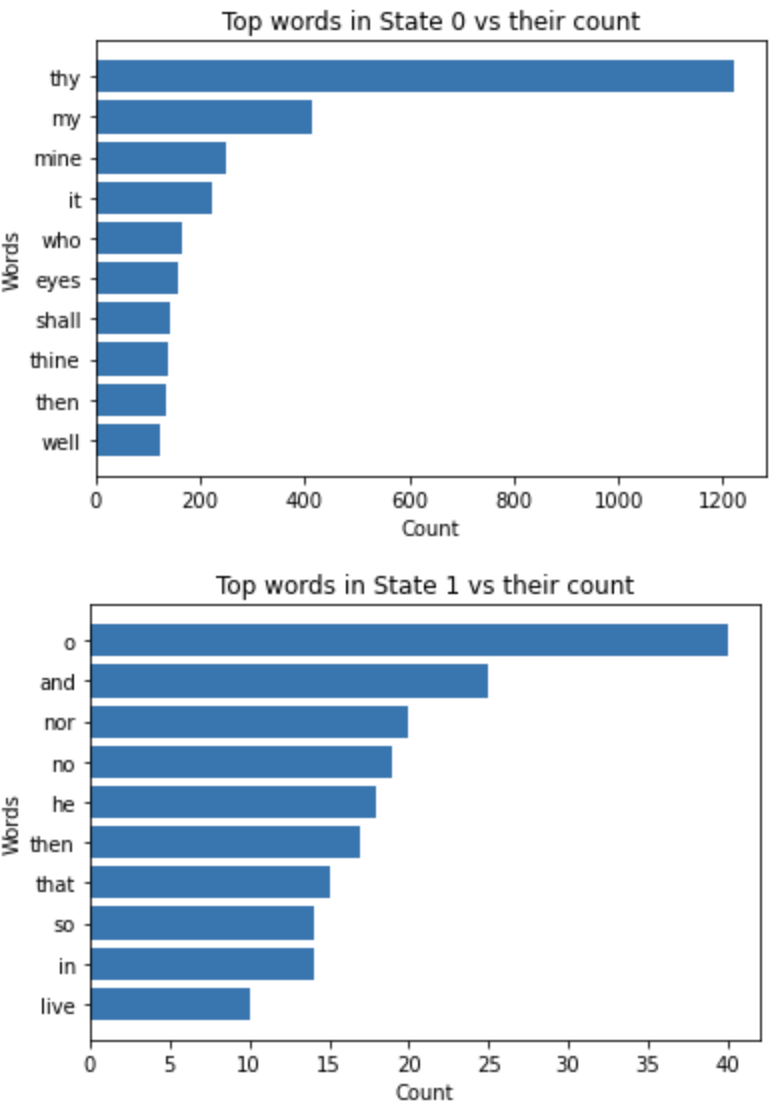 Top words in State 0 vs their count
thy
my
mine
it
who
eyes
shall
thine
then
well
Words
0 200 400 600 800 1000 1200
Count
Top words in State 1 vs their count
o
and
nor
no
he
then
that
so
in
live
Words
0 5 10 15 20 25 30 35 40
Count